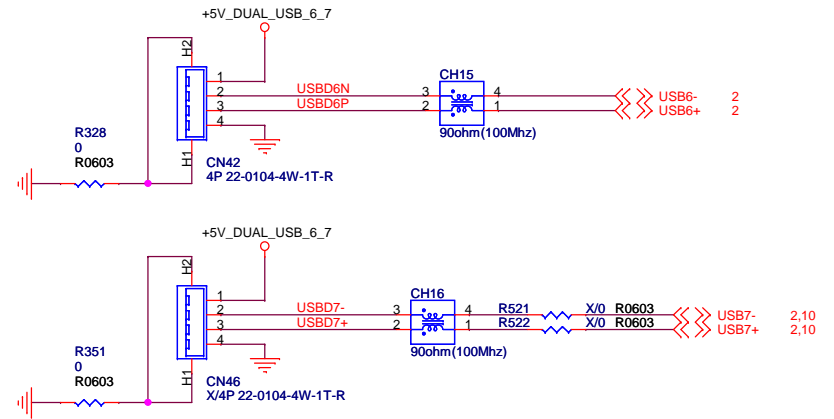 +5V_DUAL_USB_6_7
H2
1
2
3
4
H1
USBD6N
USBD6P
CH15
3
2
4
1
90ohm(100Mhz)
USB6- 2
USB6+ 2
R328
0
R0603
CN42
4P 22-0104-4W-1T-R
+5V_DUAL_USB_6_7
H2
1
2
3
4
H1
USBD7-
USBD7+
CH16
3
2
4
1
90ohm(100Mhz)
R521 X/0 R0603
R522 X/0 R0603
USB7- 2,10
USB7+ 2,10
R351
0
R0603
CN46
X/4P 22-0104-4W-1T-R